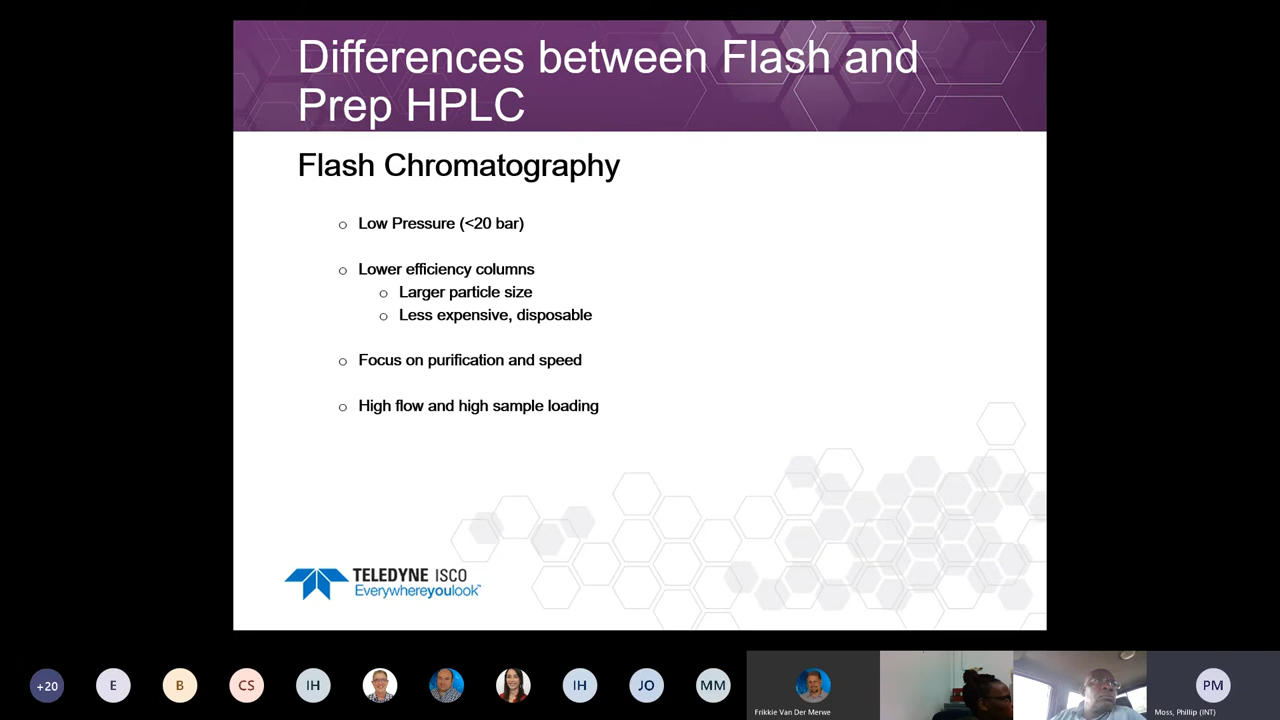 Differences between Flash and
Prep HPLC
Flash Chromatography
Low Pressure (<20 bar)
Lower efficiency columns
Larger particle size
Less expensive, disposable
Focus on purification and speed
High flow and high sample loading
TELEDYNE ISCO
Everywhereyoulook™
+20
E
B
CS
IH
IH
JO
MM
Frikkie Van Der Merwe
PM
Moss, Phillip (INT)